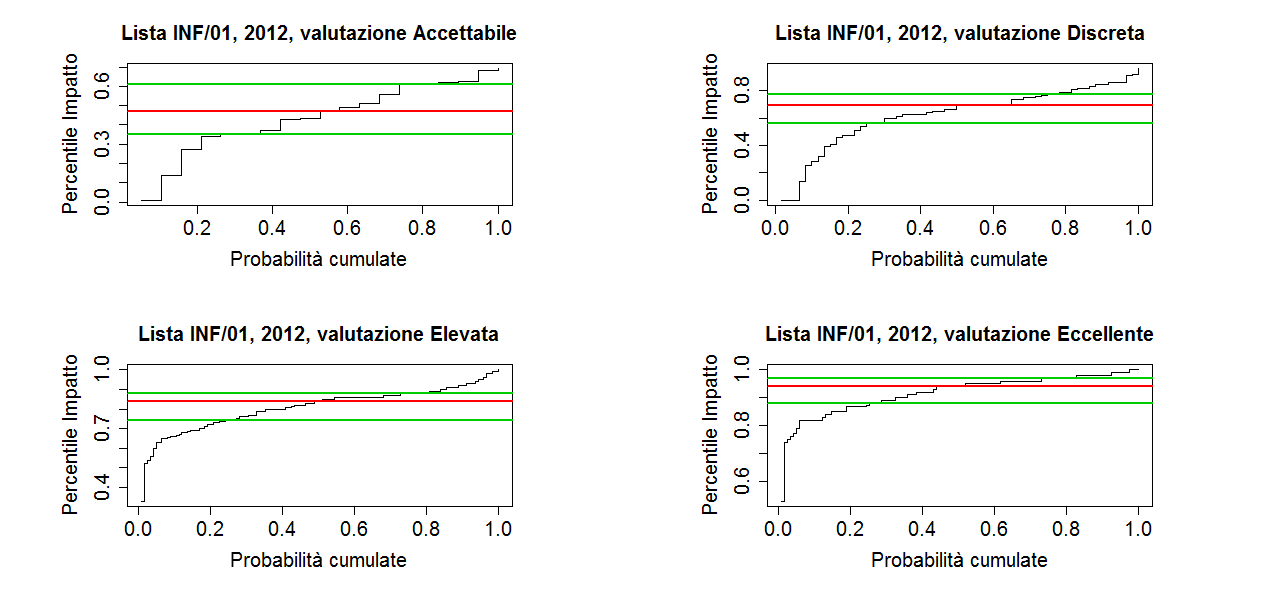 Lista INF/01, 2012, valutazione Accettabile
Percentile Impatto
0.6
0.3
0.0
0.2 0.4 0.6 0.8 1.0
Probabilità cumulate
Lista INF/01, 2012, valutazione Discreta
Percentile Impatto
0.8
0.4
0.0
0.0 0.2 0.4 0.6 0.8 1.0
Probabilità cumulate
Lista INF/01, 2012, valutazione Elevata
Percentile Impatto
1.0
0.7
0.4
0.0 0.2 0.4 0.6 0.8 1.0
Probabilità cumulate
Lista INF/01, 2012, valutazione Eccellente
Percentile Impatto
1.0
0.8
0.6
0.0 0.2 0.4 0.6 0.8 1.0
Probabilità cumulate